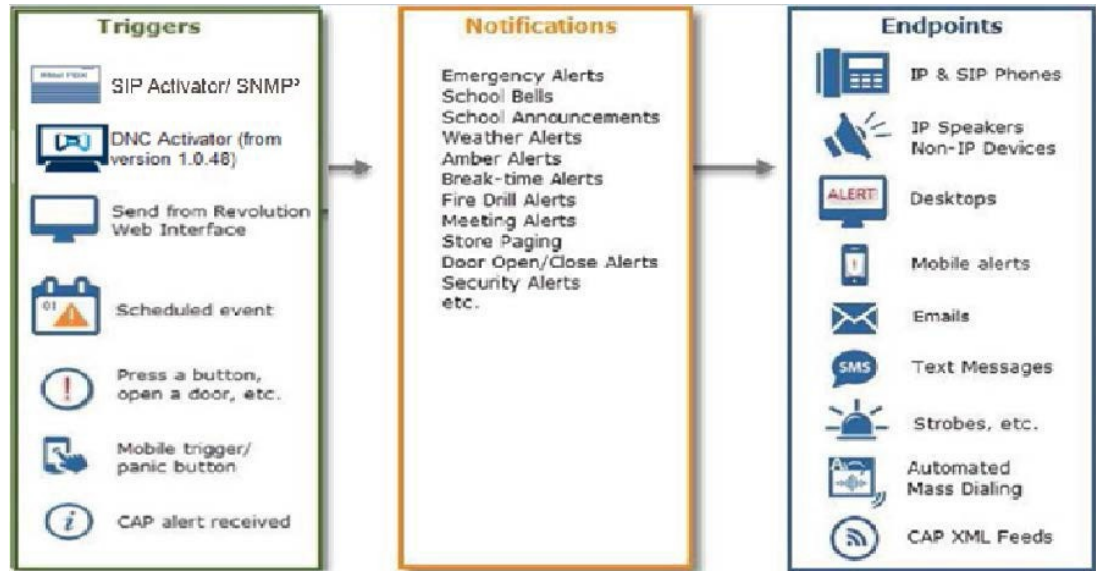 Triggers
SIP Activator/ SNMP³
DNC Activator (from
version 1.0.46)
Send from Revolution
Web Interface
01
Scheduled event
!
Press a button,
open a door, etc.
Mobile trigger/
panic button
i
CAP alert received
Notifications
Emergency Alerts
School Bells
School Announcements
Weather Alerts
Amber Alerts
Break-time Alerts
Fire Drill Alerts
Meeting Alerts
Store Paging
Door Open/Close Alerts
Security Alerts
etc.
Endpoints
IP & SIP Phones
IP Speakers
Non-IP Devices
ALERT!
Desktops
!
Mobile alerts
Emails
SMS
Text Messages
Strobes, etc.
Automated
Mass Dialing
CAP XML Feeds